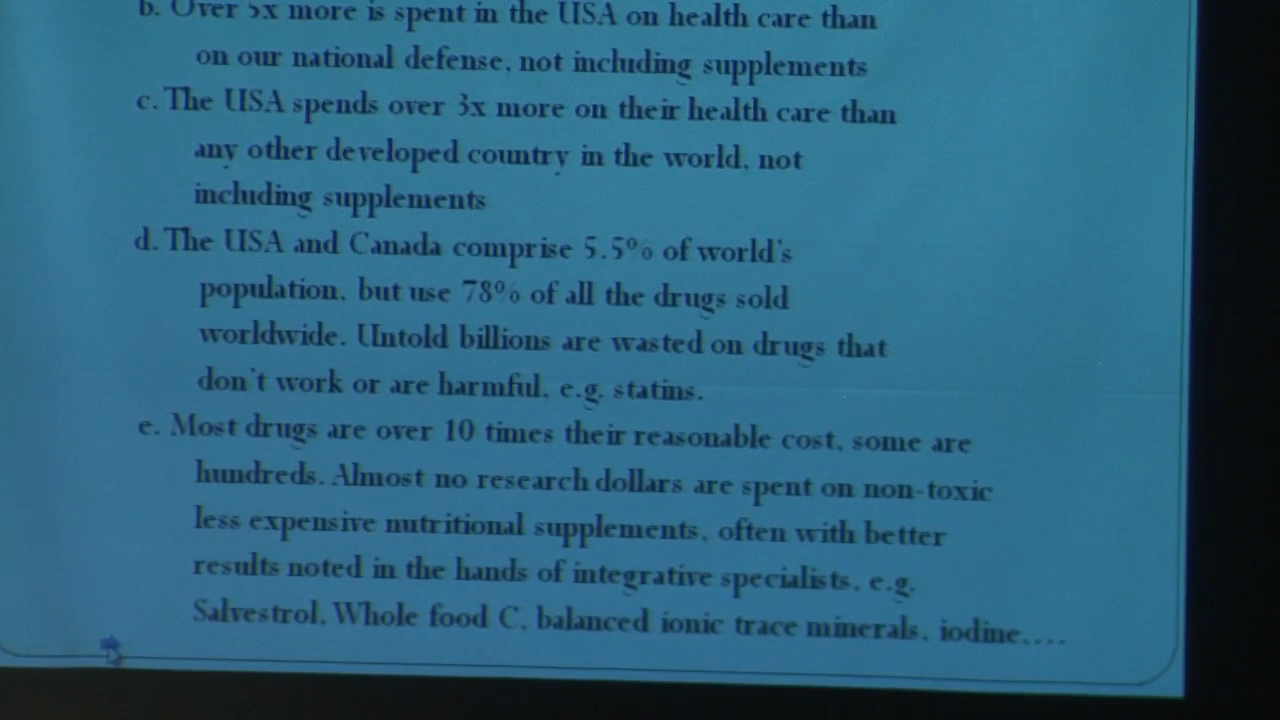 b. Over 5x more is spent in the USA on health care than
on our national defense, not including supplements
c. The USA spends over 3x more on their health care than
any other developed country in the world, not
including supplements
d. The USA and Canada comprise 5.5% of world's
population, but use 78% of all the drugs sold
worldwide. Untold billions are wasted on drugs that
don't work or are harmful, e.g. statins.
e. Most drugs are over 10 times their reasonable cost, some are
hundreds. Almost no research dollars are spent on non-toxic
less expensive nutritional supplements, often with better
results noted in the hands of integrative specialists, e.g.
Salvestrol, Whole food C, balanced ionic trace minerals, iodine....